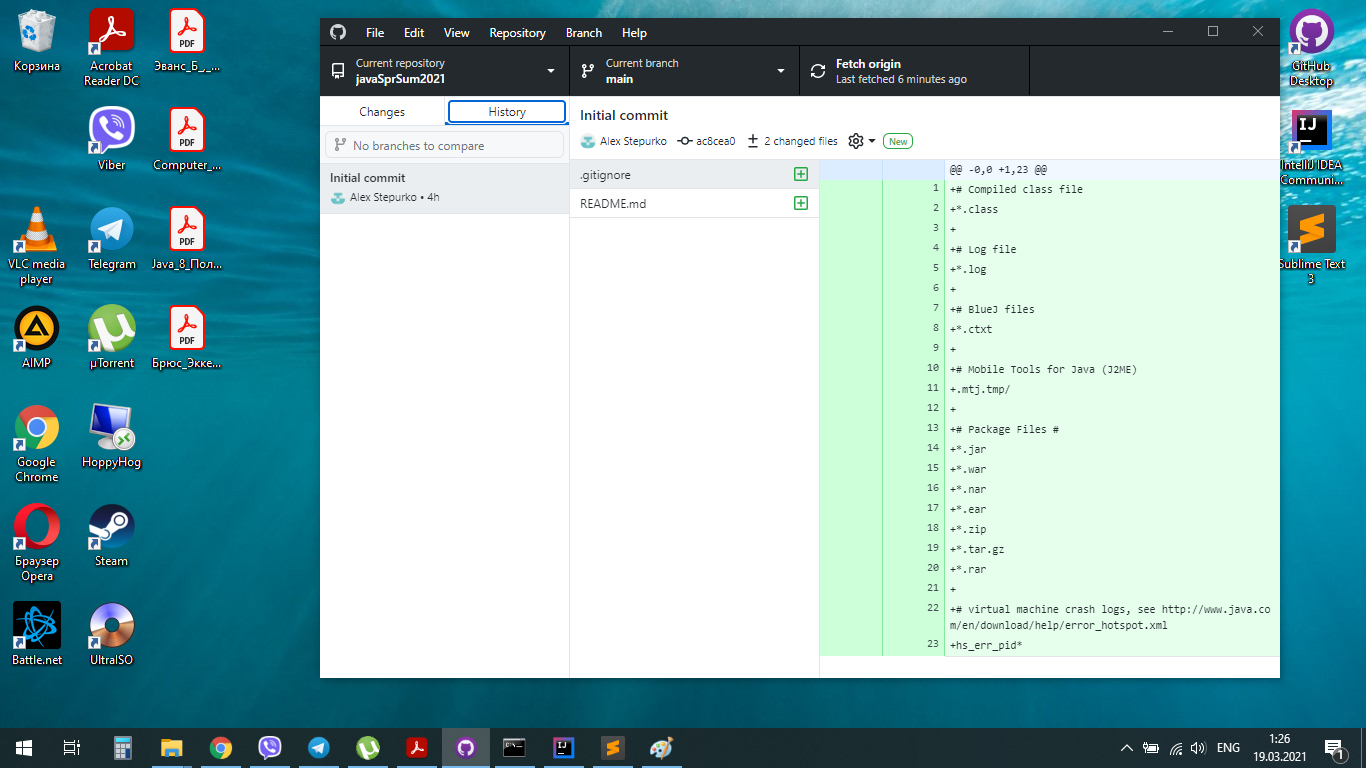 Корзина
Acrobat
Reader DC
Эванс_Б_._...
Viber
Computer_...
VLC media
player
Telegram
Java_8_Пол...
AIMP
µTorrent
Брюс_Экке...
Google
Chrome
HoppyHog
Браузер
Opera
Steam
Battle.net
UltraISO
File Edit View Repository Branch Help
Current repository
javaSprSum2021
Current branch
main
Fetch origin
Last fetched 6 minutes ago
Changes
History
No branches to compare
Initial commit
Alex Stepurko • 4h
Initial commit
Alex Stepurko ac8cea0 2 changed files New
.gitignore
README.md
@@ -0,0 +1,23 @@
1 +# Compiled class file
2 +*.class
3 +
4 +# Log file
5 +*.log
6 +
7 +# BlueJ files
8 +*.ctxt
9 +
10 +# Mobile Tools for Java (J2ME)
11 +.mtj.tmp/
12 +
13 +# Package Files #
14 +*.jar
15 +*.war
16 +*.nar
17 +*.ear
18 +*.zip
19 +*.tar.gz
20 +*.rar
21 +
22 +# virtual machine crash logs, see http://www.java.co
m/en/download/help/error_hotspot.xml
23 +hs_err_pid*
GitHub
Desktop
IntelliJ IDEA
Communi...
Sublime Text
3
ENG
1:26
19.03.2021
1